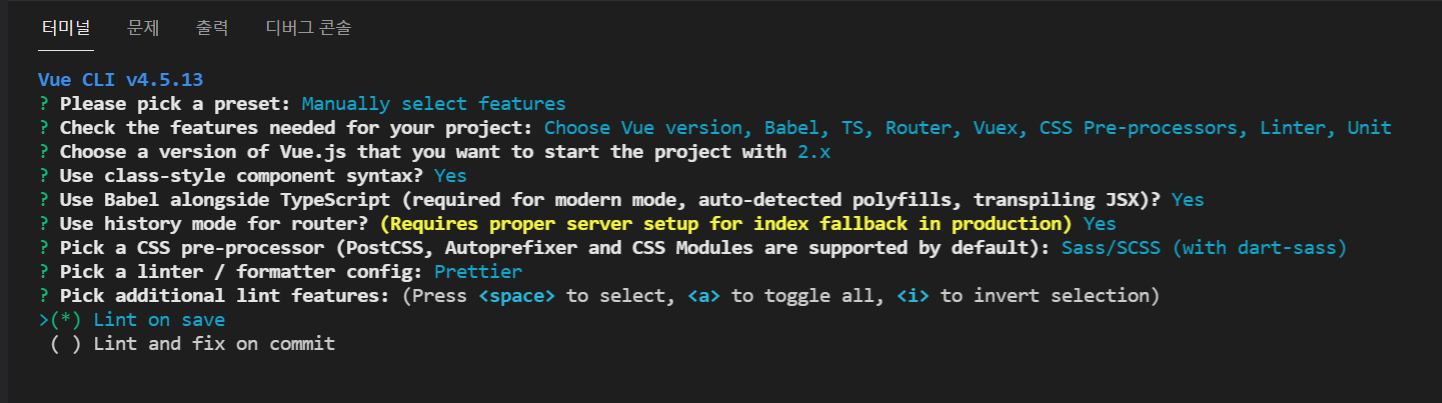 터미널 문제 출력 디버그 콘솔
Vue CLI v4.5.13
? Please pick a preset: Manually select features
? Check the features needed for your project: Choose Vue version, Babel, TS, Router, Vuex, CSS Pre-processors, Linter, Unit
? Choose a version of Vue.js that you want to start the project with 2.x
? Use class-style component syntax? Yes
? Use Babel alongside TypeScript (required for modern mode, auto-detected polyfills, transpiling JSX)? Yes
? Use history mode for router? (Requires proper server setup for index fallback in production) Yes
? Pick a CSS pre-processor (PostCSS, Autoprefixer and CSS Modules are supported by default): Sass/SCSS (with dart-sass)
? Pick a linter / formatter config: Prettier
? Pick additional lint features: (Press <space> to select, <a> to toggle all, <i> to invert selection)
>(*) Lint on save
( ) Lint and fix on commit